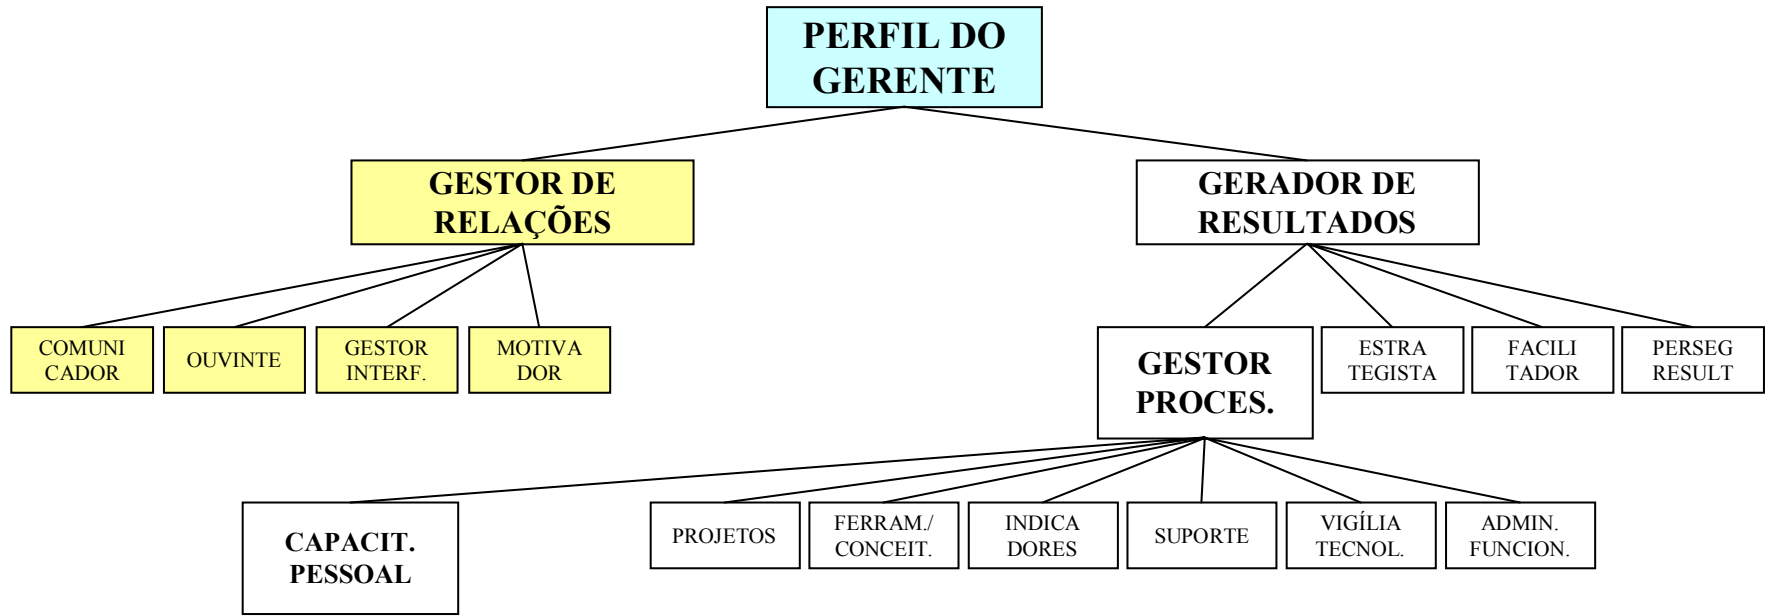 PERFIL DO
GERENTE
GESTOR DE
RELAÇÕES
GERADOR DE
RESULTADOS
COMUNI
CADOR
OUVINTE
GESTOR
INTERF.
MOTIVA
DOR
GESTOR
PROCES.
ESTRA
TEGISTA
FACILI
TADOR
PERSEG
RESULT
CAPACIT.
PESSOAL
PROJETOS
FERRAM./
CONCEIT.
INDICA
DORES
SUPORTE
VIGÍLIA
TECNOL.
ADMIN.
FUNCION.